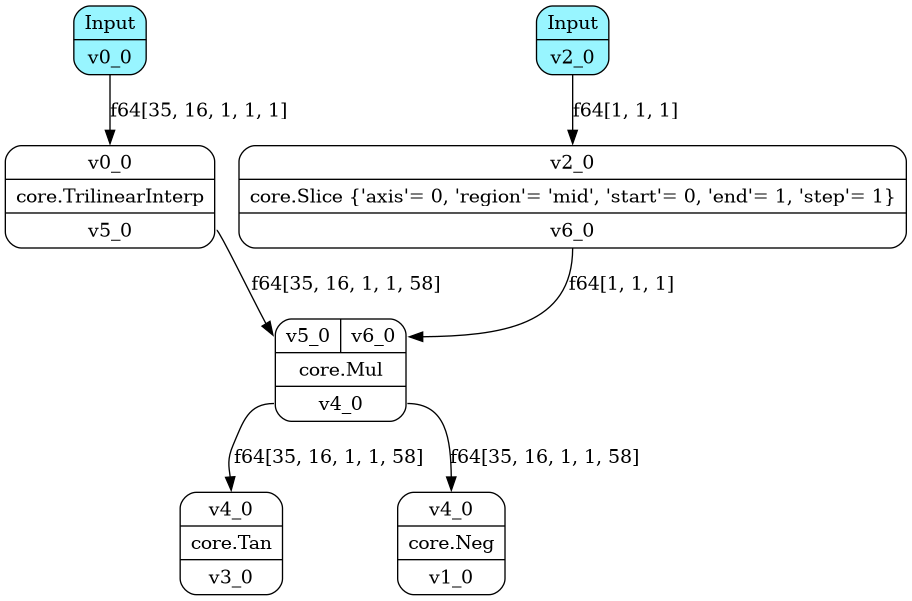 Input
v0_0
Input
v2_0
f64[35, 16, 1, 1, 1]
f64[1, 1, 1]
v0_0
core.TrilinearInterp
v5_0
v2_0
core.Slice {'axis'= 0, 'region'= 'mid', 'start'= 0, 'end'= 1, 'step'= 1}
v6_0
f64[35, 16, 1, 1, 58]
f64[1, 1, 1]
v5_0
v6_0
core.Mul
v4_0
f64[35, 16, 1, 1, 58]
f64[35, 16, 1, 1, 58]
v4_0
core.Tan
v3_0
v4_0
core.Neg
v1_0